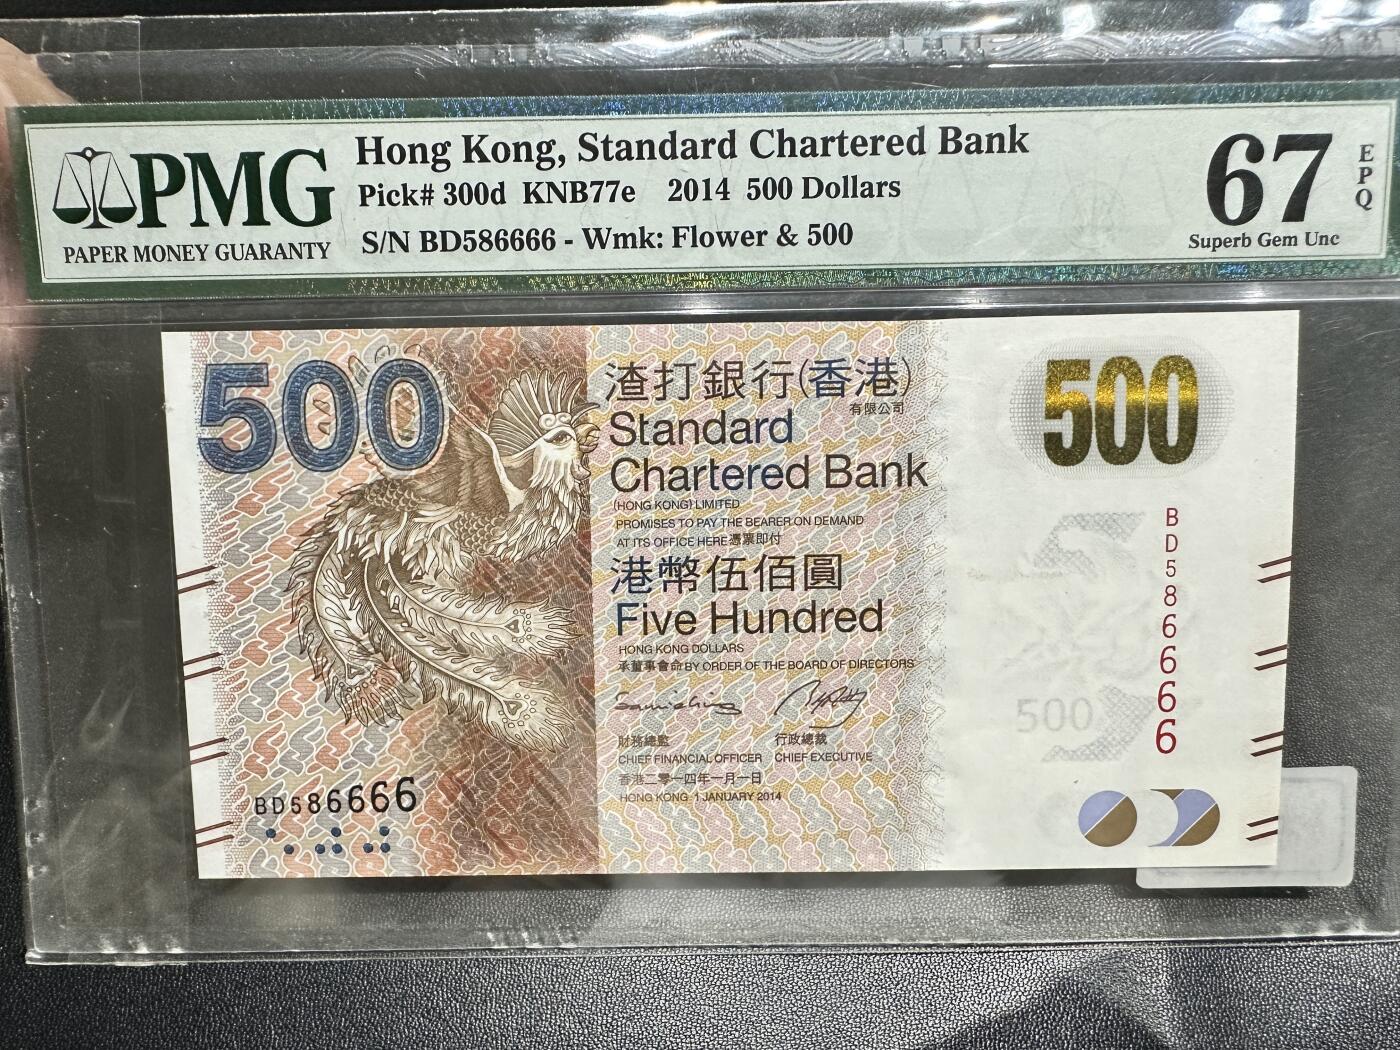 PMG
PAPER MONEY GUARANTY
Hong Kong, Standard Chartered Bank
Pick# 300d KNB77e 2014 500 Dollars
S/N BD586666 - Wmk: Flower & 500
67
EPQ
Superb Gem Unc
500
渣打銀行(香港)
有限公司
Standard
Chartered Bank
(HONG KONG) LIMITED
PROMISES TO PAY THE BEARER ON DEMAND
AT ITS OFFICE HERE 憑票即付
港幣伍佰圓
Five Hundred
HONG KONG DOLLARS
承董事會命 BY ORDER OF THE BOARD OF DIRECTORS
財務總監 行政總裁
CHIEF FINANCIAL OFFICER CHIEF EXECUTIVE
香港二零一四年一月一日
HONG KONG 1 JANUARY 2014
BD586666
500
BD586666
500